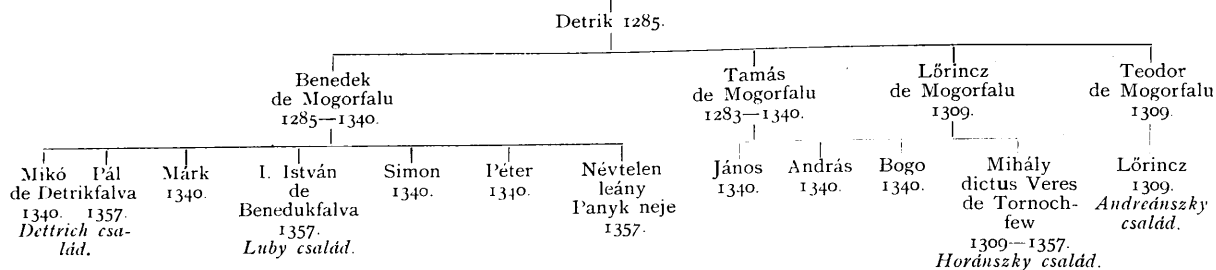 Detrik 1285.
Benedek
de Mogorfalu
1285—1340.
Tamás
de Mogorfalu
1283—1340.
Lőrincz
de Mogorfalu
1309.
Teodor
de Mogorfalu
1309.
Mikó Pál
de Detrikfalva
1340. 1357.
Dettrich csa-
lád.
Márk
1340.
I. István
de
Benedukfalva
1357.
Luby család.
Simon
1340.
Péter
1340.
Névtelen
leány
Panyk neje
1357.
János
1340.
András
1340.
Bogo
1340.
Mihály
dictus Veres
de Tornoch-
few
1309—1357.
Horánszky család.
Lőrincz
1309.
Andreánszky
család.